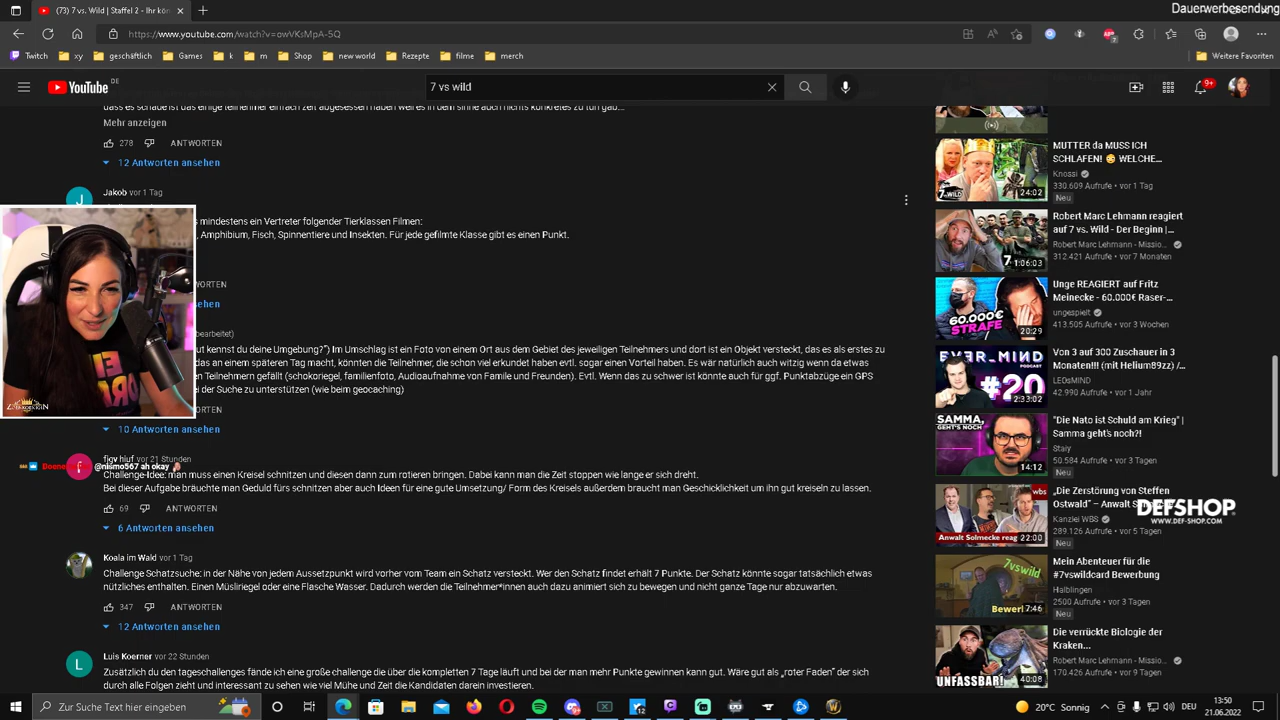 Dauerwerbesendung
(73) 7 vs. Wild | Staffel 2 - Ihr kön
https://www.youtube.com/watch?v=owVKsMpA-5Q
Twitch
xy
geschäftlich
Games
k
m
Shop
new world
Rezepte
filme
merch
Weitere Favoriten
YouTube DE
7 vs wild
9+
Mehr anzeigen
278
ANTWORTEN
12 Antworten ansehen
Jakob vor 1 Tag
s mindestens ein Vertreter folgender Tierklassen Filmen:
, Amphibium, Fisch, Spinnentiere und Insekten. Für jede gefilmte Klasse gibt es einen Punkt.
bearbeitet)
ut kennst du deine Umgebung?") Im Umschlag ist ein Foto von einem Ort aus dem Gebiet des jeweiligen Teilnehmers und dort ist ein Objekt versteckt, das es als erstes zu
das an einem späteren Tag macht, könnten die Teilnehmer, die schon viel erkundet haben evtl. sogar einen Vorteil haben. Es wär natürlich auch witzig wenn da etwas
n Teilnehmern gefällt (schokoriegel, familienfoto, Audioaufnahme von Familie und Freunden). Evtl. Wenn das zu schwer ist könnte auch für ggf. Punktabzüge ein GPS
ei der Suche zu unterstützen (wie beim geocaching)
10 Antworten ansehen
fjgv hiuf vor 21 Stunden
@nismo567 ah okay
Challenge-Idee: man muss einen Kreisel schnitzen und diesen dann zum rotieren bringen. Dabei kann man die Zeit stoppen wie lange er sich dreht.
Bei dieser Aufgabe bräuchte man Geduld fürs schnitzen aber auch Ideen für eine gute Umsetzung/ Form des Kreisels außerdem braucht man Geschicklichkeit um ihn gut kreiseln zu lassen.
69
ANTWORTEN
6 Antworten ansehen
Koala im Wald vor 1 Tag
Challenge Schatzsuche: in der Nähe von jedem Aussetzpunkt wird vorher vom Team ein Schatz versteckt. Wer den Schatz findet erhält 7 Punkte. Der Schatz könnte sogar tatsächlich etwas
nützliches enthalten. Einen Müsliriegel oder eine Flasche Wasser. Dadurch werden die Teilnehmer*innen auch dazu animiert sich zu bewegen und nicht ganze Tage nur abzuwarten.
347
ANTWORTEN
12 Antworten ansehen
L
Luis Koerner vor 22 Stunden
Zusätzlich du den tageschallenges fände ich eine große challenge die über die kompletten 7 Tage läuft und bei der man mehr Punkte gewinnen kann gut. Wäre gut als „roter Faden" der sich
durch alle Folgen zieht und interessant zu sehen wie viel Mühe und Zeit die Kandidaten darein investieren.
MUTTER da MUSS ICH
SCHLAFEN! WELCHE...
Knossi
330.609 Aufrufe • vor 1 Tag
Neu
24:02
Robert Marc Lehmann reagiert
auf 7 vs. Wild - Der Beginn |...
Robert Marc Lehmann - Missio...
312.421 Aufrufe • vor 7 Monaten
1:06:03
Unge REAGIERT auf Fritz
Meinecke - 60.000€ Raser-...
ungespielt
413.505 Aufrufe • vor 3 Wochen
60.000€
STRAFE
20:29
Von 3 auf 300 Zuschauer in 3
Monaten!!! (mit Helium89zz) /...
LEOsMIND
42.990 Aufrufe • vor 1 Jahr
EVER_MIND
PODCAST
#20
2:33:02
"Die Nato ist Schuld am Krieg" |
Samma geht's noch?!
Staiy
50.584 Aufrufe • vor 3 Tagen
Neu
SAMMA,
GEHT'S NOCH
14:12
„Die Zerstörung von Steffen
Ostwald" – Anwalt
Kanzlei WBS
289.126 Aufrufe • vor 5 Tagen
Neu
wbs
Anwalt Solmecke reag
22:00
DEFSHOP
WWW.DEF-SHOP.COM
Mein Abenteuer für die
#7vswildcard Bewerbung
Halblingen
2500 Aufrufe • vor 3 Tagen
Neu
7vswild
7:46
Die verrückte Biologie der
Kraken...
Robert Marc Lehmann - Missio...
170.426 Aufrufe • vor 9 Tagen
UNFASSBAR!
40:08
Zur Suche Text hier eingeben
20°C Sonnig
DEU
13:50
21.06.2022